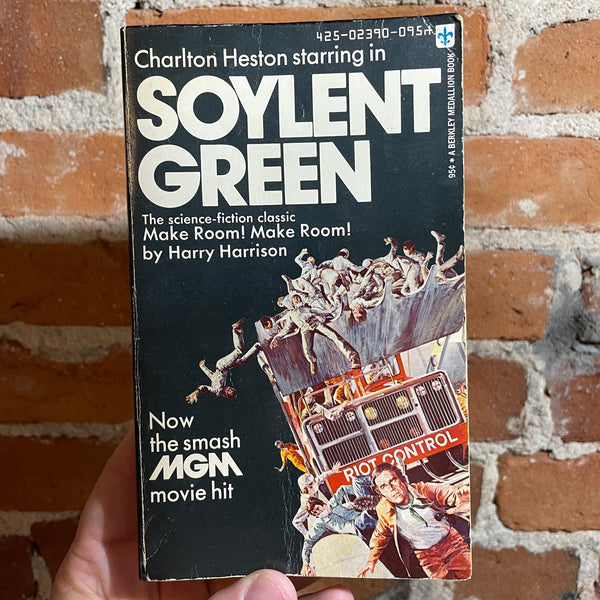 425-02390-095
Charlton Heston starring in
SOYLENT
GREEN
The science-fiction classic
Make Room! Make Room!
by Harry Harrison
95¢ * A BERKLEY MEDALLION BOOK
Now
the smash
MGM
movie hit
RIOT CONTROL